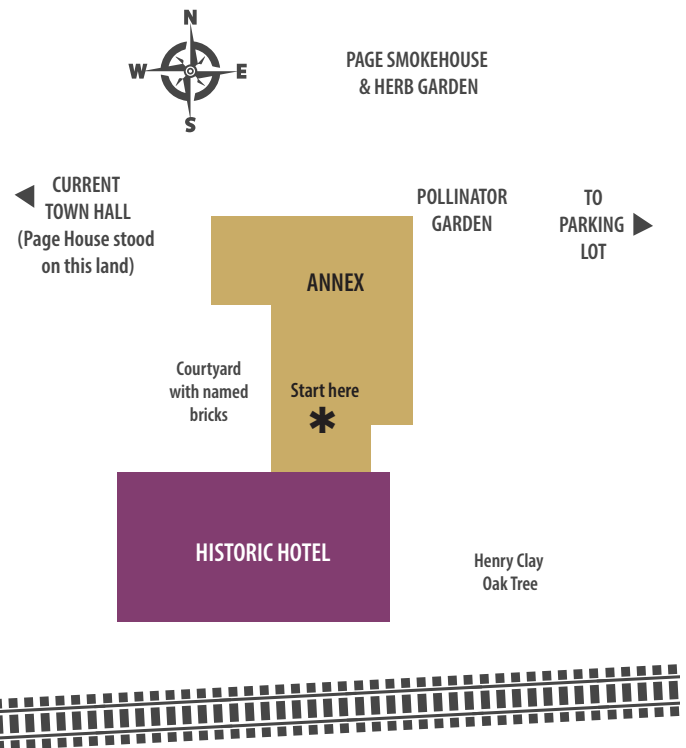 N
W
E
S
PAGE SMOKEHOUSE
& HERB GARDEN
CURRENT
TOWN HALL
(Page House stood
on this land)
POLLINATOR
GARDEN
TO
PARKING
LOT
ANNEX
Courtyard
with named
bricks
Start here
HISTORIC HOTEL
Henry Clay
Oak Tree